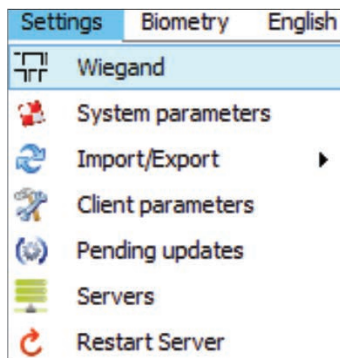 Settings Biometry English
Wiegand
System parameters
Import/Export
Client parameters
Pending updates
Servers
Restart Server